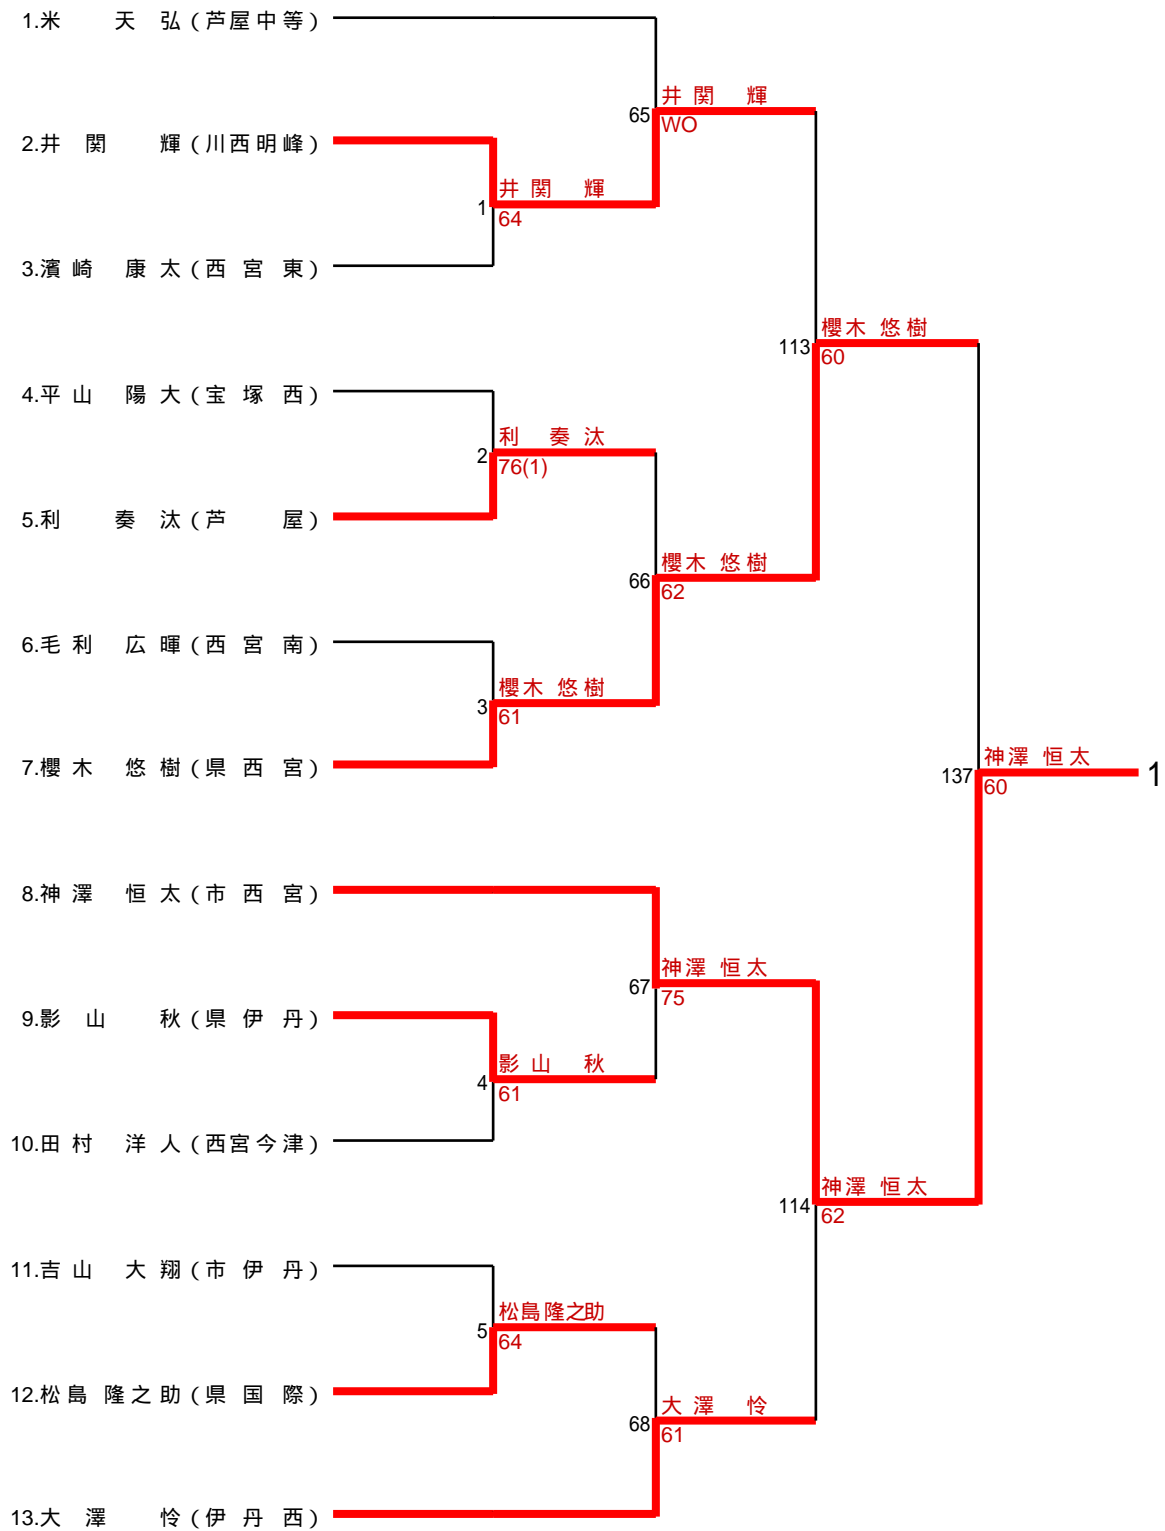 1.米 天 弘 (芦屋中等)
井 関 輝
65
WO
2.井 関 輝 (川西明峰)
井 関 輝
1
64
3.濱 崎 康 太 (西 宮 東)
櫻木 悠樹
113
60
4.平 山 陽 大 (宝 塚 西)
利 奏 汰
2
76(1)
5.利 奏 汰 (芦 屋)
櫻木 悠樹
66
62
6.毛 利 広 暉 (西 宮 南)
櫻木 悠樹
3
61
7.櫻 木 悠 樹 (県 西 宮)
神澤 恒太
137
60
1
8.神 澤 恒 太 (市 西 宮)
神澤 恒太
67
75
9.影 山 秋 (県 伊 丹)
影 山 秋
4
61
10.田 村 洋 人 (西宮今津)
神澤 恒太
114
62
11.吉 山 大 翔 (市 伊 丹)
松島隆之助
5
64
12.松島 隆之助 (県 国 際)
大 澤 怜
68
61
13.大 澤 怜 (伊 丹 西)